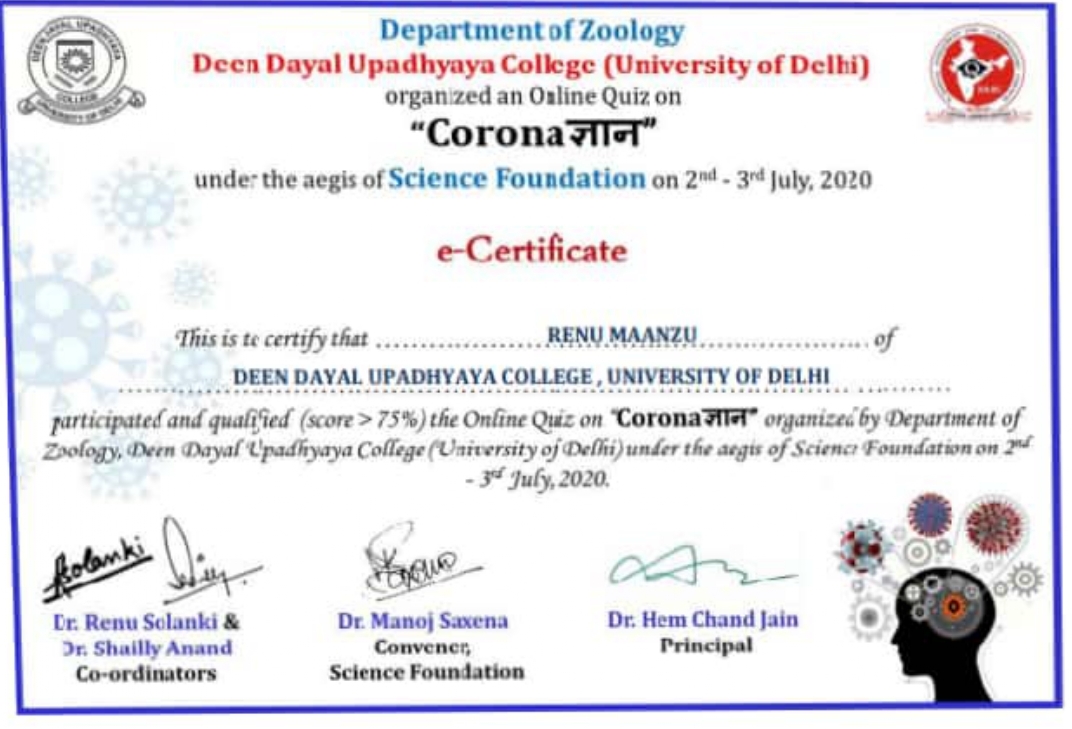 Department of Zoology
Deen Dayal Upadhyaya College (University of Delhi)
organized an Online Quiz on
“Coronaज्ञान”
under the aegis of Science Foundation on 2nd - 3rd July, 2020
e-Certificate
This is to certify that .................... RENU MAANZU .................... of
DEEN DAYAL UPADHYAYA COLLEGE , UNIVERSITY OF DELHI
participated and qualified (score > 75%) the Online Quiz on "Coronaज्ञान" organized by Department of
Zoology, Deen Dayal Upadhyaya College (University of Delhi) under the aegis of Science Foundation on 2nd
- 3rd July, 2020.
Dr. Renu Solanki &
Dr. Shailly Anand
Co-ordinators
Dr. Manoj Saxena
Convener,
Science Foundation
Dr. Hem Chand Jain
Principal
DEEN DAYAL UPADHYAYA
COLLEGE
UNIVERSITY OF DELHI
RSolanki